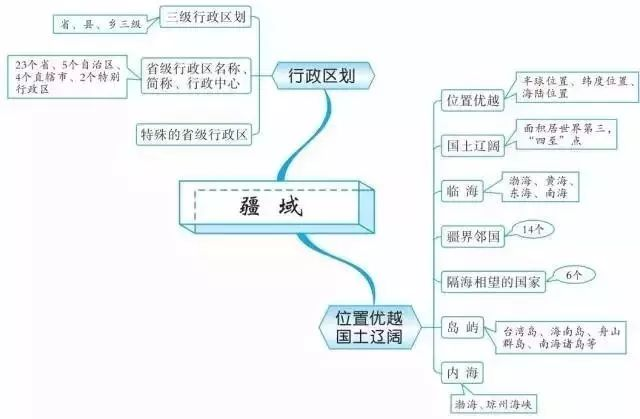 省、县、乡三级
三级行政区划
23个省、5个自治区、
4个直辖市、2个特别
行政区
省级行政区名称、
简称、行政中心
特殊的省级行政区
行政区划
疆域
位置优越
国土辽阔
位置优越
半球位置、纬度位置、
海陆位置
国土辽阔
面积居世界第三，
“四至”点
临海
渤海、黄海、
东海、南海
疆界邻国
14个
隔海相望的国家
6个
岛屿
台湾岛、海南岛、舟山
群岛、南海诸岛等
内海
渤海、琼州海峡